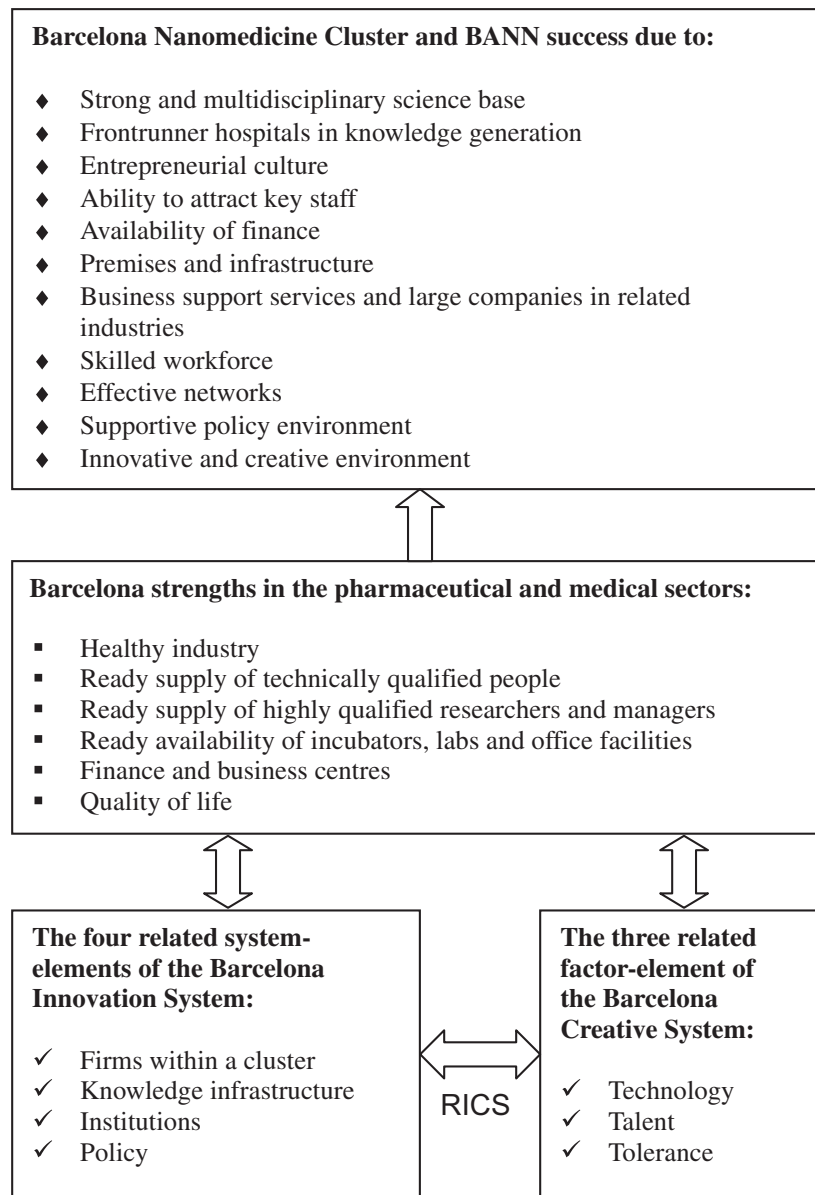 Barcelona Nanomedicine Cluster and BANN success due to:
♦ Strong and multidisciplinary science base
♦ Frontrunner hospitals in knowledge generation
♦ Entrepreneurial culture
♦ Ability to attract key staff
♦ Availability of finance
♦ Premises and infrastructure
♦ Business support services and large companies in related
industries
♦ Skilled workforce
♦ Effective networks
♦ Supportive policy environment
♦ Innovative and creative environment
Barcelona strengths in the pharmaceutical and medical sectors:
▪ Healthy industry
▪ Ready supply of technically qualified people
▪ Ready supply of highly qualified researchers and managers
▪ Ready availability of incubators, labs and office facilities
▪ Finance and business centres
▪ Quality of life
The four related system-
elements of the Barcelona
Innovation System:
✓ Firms within a cluster
✓ Knowledge infrastructure
✓ Institutions
✓ Policy
RICS
The three related
factor-element of
the Barcelona
Creative System:
✓ Technology
✓ Talent
✓ Tolerance